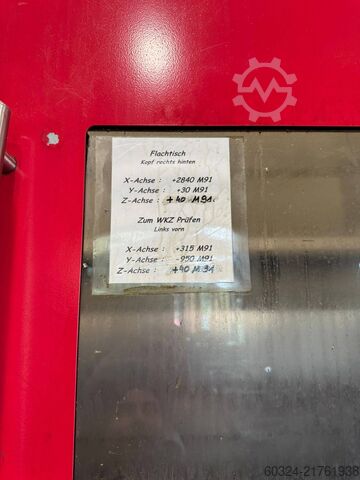 Flachtisch
Kopf rechts hinten
X-Achse : +2840 M91
Y-Achse : +30 M91
Z-Achse : +40 M91
Zum WKZ Prüfen
Links vorn
X-Achse : +315 M91
Y-Achse : -950 M91
Z-Achse : +40 M91
60324-21761938